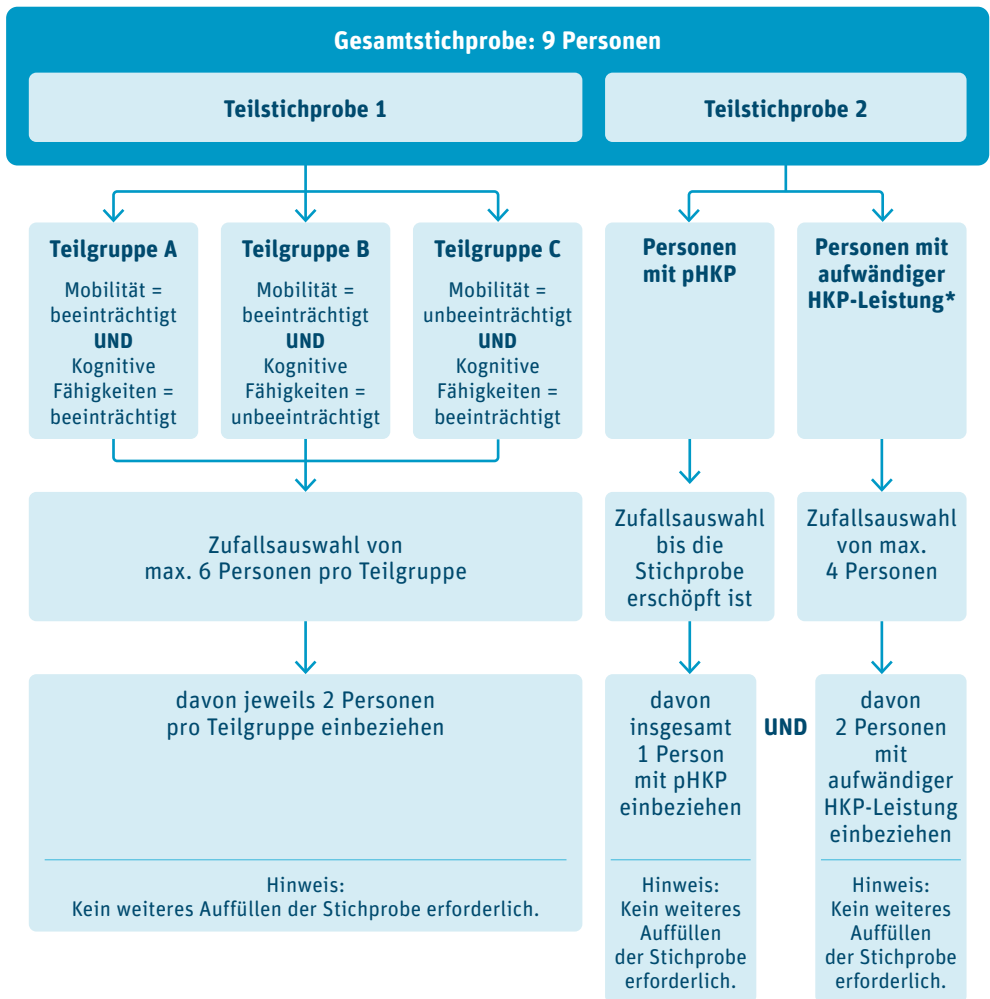 Gesamtstichprobe: 9 Personen
Teilstichprobe 1
Teilstichprobe 2
Teilgruppe A
Mobilität =
beeinträchtigt
UND
Kognitive
Fähigkeiten =
beeinträchtigt
Teilgruppe B
Mobilität =
beeinträchtigt
UND
Kognitive
Fähigkeiten =
unbeeinträchtigt
Teilgruppe C
Mobilität =
unbeeinträchtigt
UND
Kognitive
Fähigkeiten =
beeinträchtigt
Personen
mit pHKP
Personen mit
aufwändiger
HKP-Leistung*
Zufallsauswahl von
max. 6 Personen pro Teilgruppe
Zufallsauswahl
bis die
Stichprobe
erschöpft ist
Zufallsauswahl
von max.
4 Personen
davon jeweils 2 Personen
pro Teilgruppe einbeziehen
Hinweis:
Kein weiteres Auffüllen der Stichprobe erforderlich.
davon
insgesamt
1 Person
mit pHKP
einbeziehen
Hinweis:
Kein weiteres
Auffüllen
der Stichprobe
erforderlich.
UND
davon
2 Personen
mit
aufwändiger
HKP-Leistung
einbeziehen
Hinweis:
Kein weiteres
Auffüllen
der Stichprobe
erforderlich.